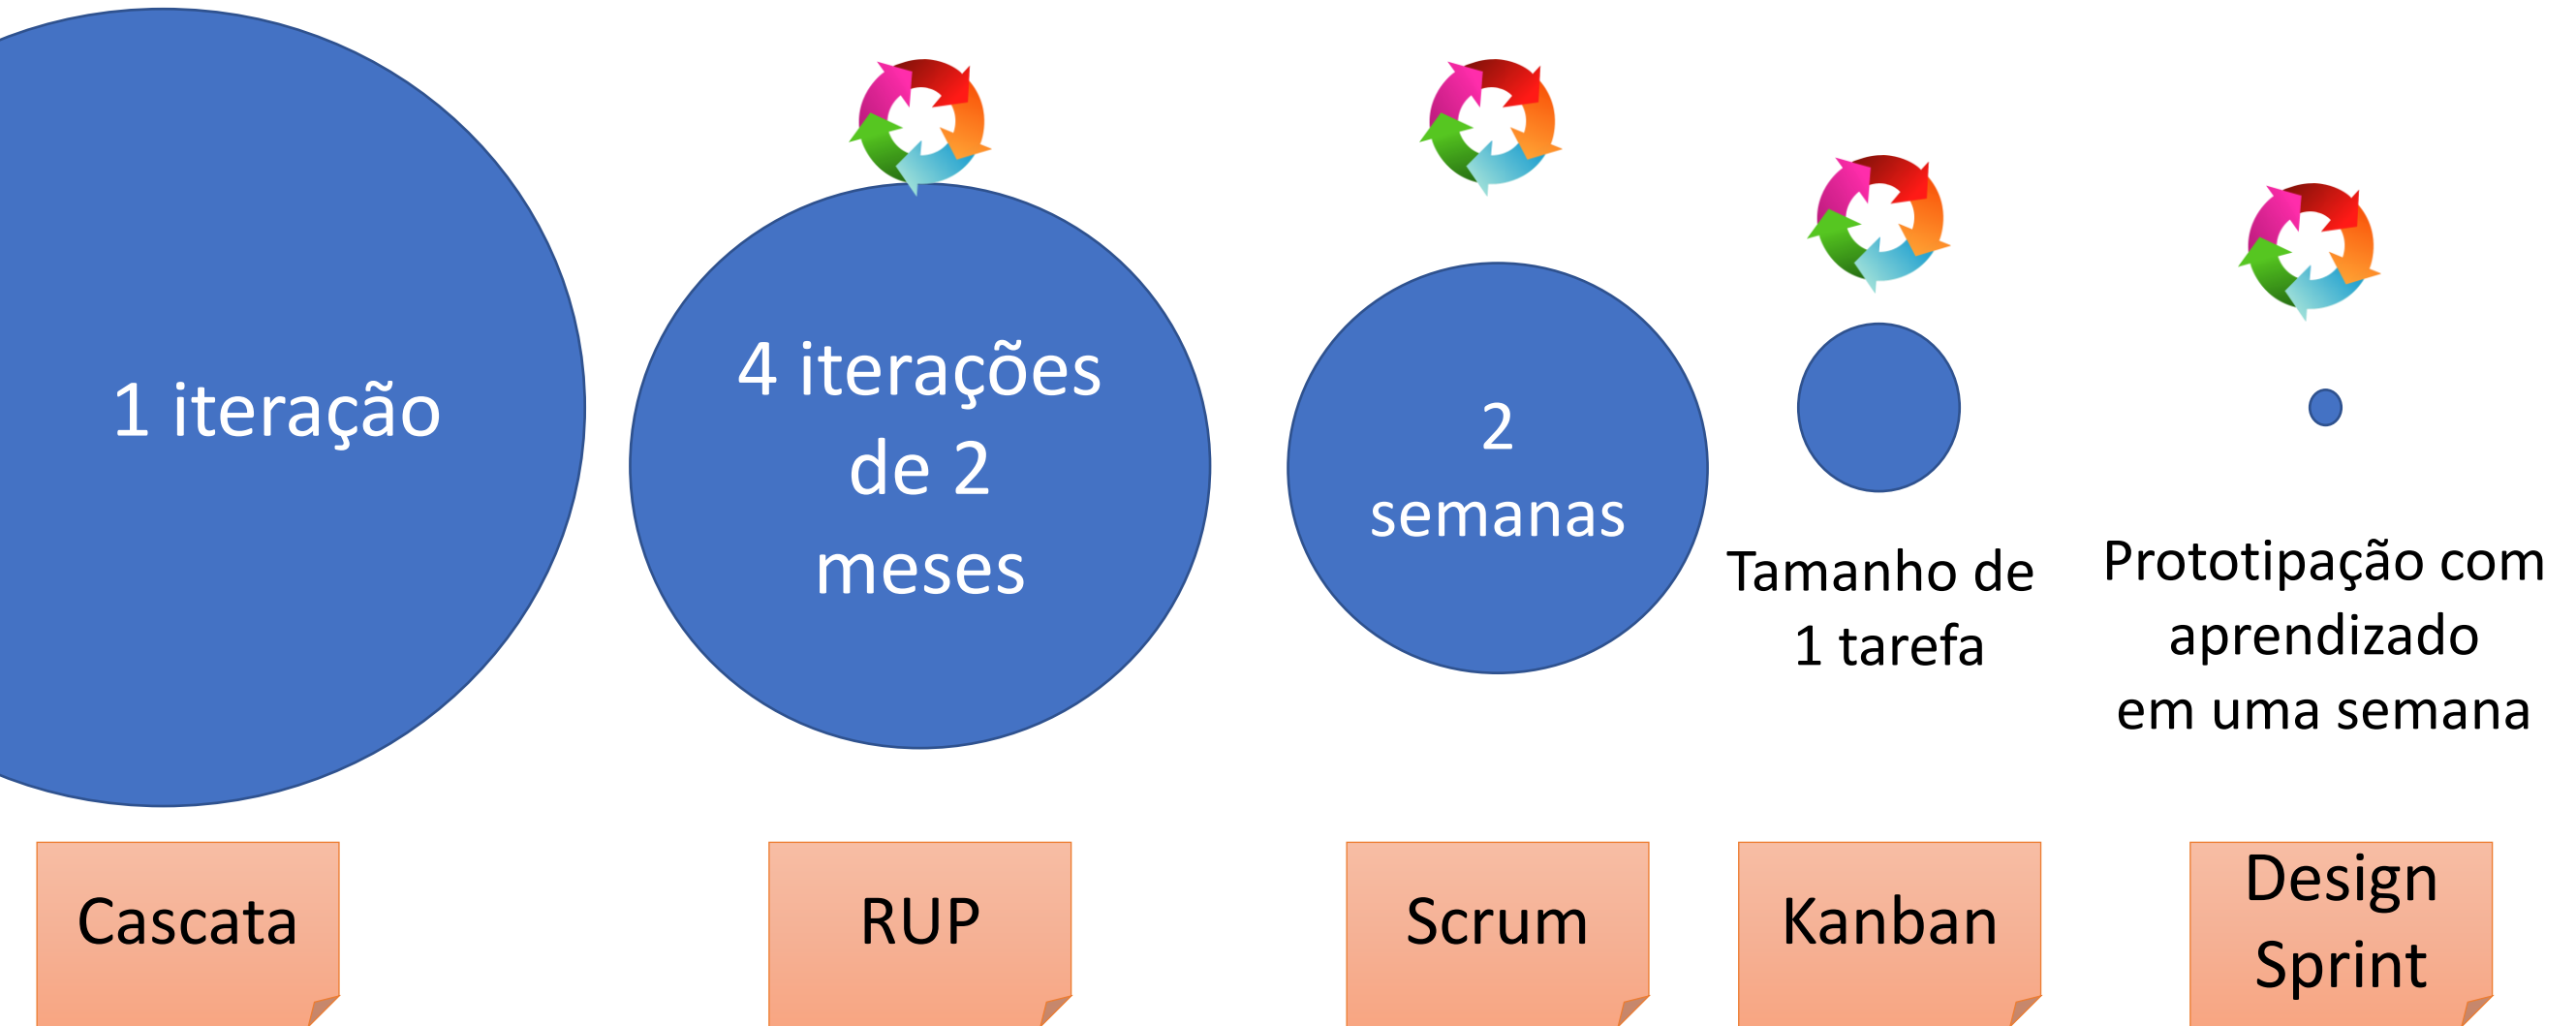 1 iteração
4 iterações
de 2
meses
2
semanas
Tamanho de
1 tarefa
Prototipação com
aprendizado
em uma semana
Cascata
RUP
Scrum
Kanban
Design
Sprint